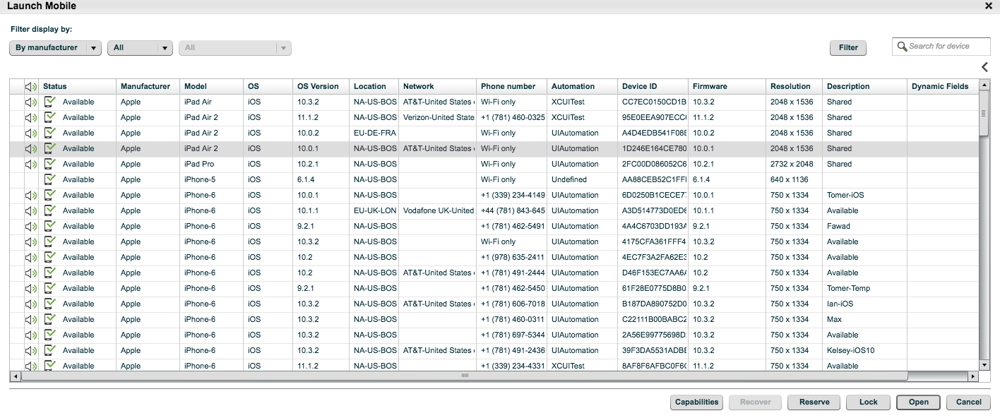 Launch Mobile
Filter display by:
By manufacturer All All Filter Search for device
Status Manufacturer Model OS OS Version Location Network Phone number Automation Device ID Firmware Resolution Description Dynamic Fields
Available Apple iPad Air iOS 10.3.2 NA-US-BOS AT&T-United States Wi-Fi only XCUITest CC7EC0150CD1B 10.3.2 2048 x 1536 Shared
Available Apple iPad Air 2 iOS 11.1.2 NA-US-BOS Verizon-United State +1 (781) 460-0325 XCUITest 95E0EEA907ECC 11.1.2 2048 x 1536 Shared
Available Apple iPad Air 2 iOS 10.0.2 EU-DE-FRA Wi-Fi only UIAutomation A4D4EDB541F08 10.0.2 2048 x 1536 Shared
Available Apple iPad Air 2 iOS 10.0.1 NA-US-BOS AT&T-United States Wi-Fi only UIAutomation 1D246E164CE780 10.0.1 2048 x 1536 Shared
Available Apple iPad Pro iOS 10.2.1 NA-US-BOS Wi-Fi only UIAutomation 2FC00D086052C6 10.2.1 2732 x 2048 Shared
Available Apple iPhone-5 iOS 6.1.4 NA-US-BOS Wi-Fi only Undefined AA88CEB52C1FF 6.1.4 640 x 1136
Available Apple iPhone-6 iOS 10.0.1 NA-US-BOS +1 (339) 234-4149 UIAutomation 6D0250B1CECE7 10.0.1 750 x 1334 Tomer-iOS
Available Apple iPhone-6 iOS 10.1.1 EU-UK-LON Vodafone UK-United +44 (781) 843-645 UIAutomation A3D514773D0ED 10.1.1 750 x 1334 Available
Available Apple iPhone-6 iOS 9.2.1 NA-US-BOS +1 (781) 462-5491 UIAutomation 4A4C6703DD193 9.2.1 750 x 1334 Fawad
Available Apple iPhone-6 iOS 10.3.2 NA-US-BOS Wi-Fi only UIAutomation 4175CFA361FFF4 10.3.2 750 x 1334 Available
Available Apple iPhone-6 iOS 10.2 NA-US-BOS +1 (978) 635-2411 UIAutomation 4EC7F3A2FA62E 10.2 750 x 1334 Available
Available Apple iPhone-6 iOS 10.2 NA-US-BOS AT&T-United States +1 (781) 491-2444 UIAutomation D46F153EC7AA6 10.2 750 x 1334 Available
Available Apple iPhone-6 iOS 9.2.1 NA-US-BOS +1 (781) 462-5450 UIAutomation 61F28E0775D8B0 9.2.1 750 x 1334 Tomer-Temp
Available Apple iPhone-6 iOS 10.3.2 NA-US-BOS AT&T-United States +1 (781) 606-7018 UIAutomation B187DA890752D0 10.3.2 750 x 1334 Ian-iOS
Available Apple iPhone-6 iOS 10.3.2 NA-US-BOS +1 (781) 460-0311 UIAutomation C22111B00BABC2 10.3.2 750 x 1334 Max
Available Apple iPhone-6 iOS 10.3.2 NA-US-BOS +1 (781) 697-5344 UIAutomation 2A56E99775698D 10.3.2 750 x 1334 Available
Available Apple iPhone-6 iOS 10.3.2 NA-US-BOS AT&T-United States +1 (781) 491-2436 UIAutomation 39F3DA5531ADB 10.3.2 750 x 1334 Kelsey-iOS10
Available Apple iPhone-6 iOS 11.1.2 NA-US-BOS +1 (339) 234-4331 XCUITest 8AF8F6AFBC0F6 11.1.2 750 x 1334 Available
Capabilities Recover Reserve Lock Open Cancel